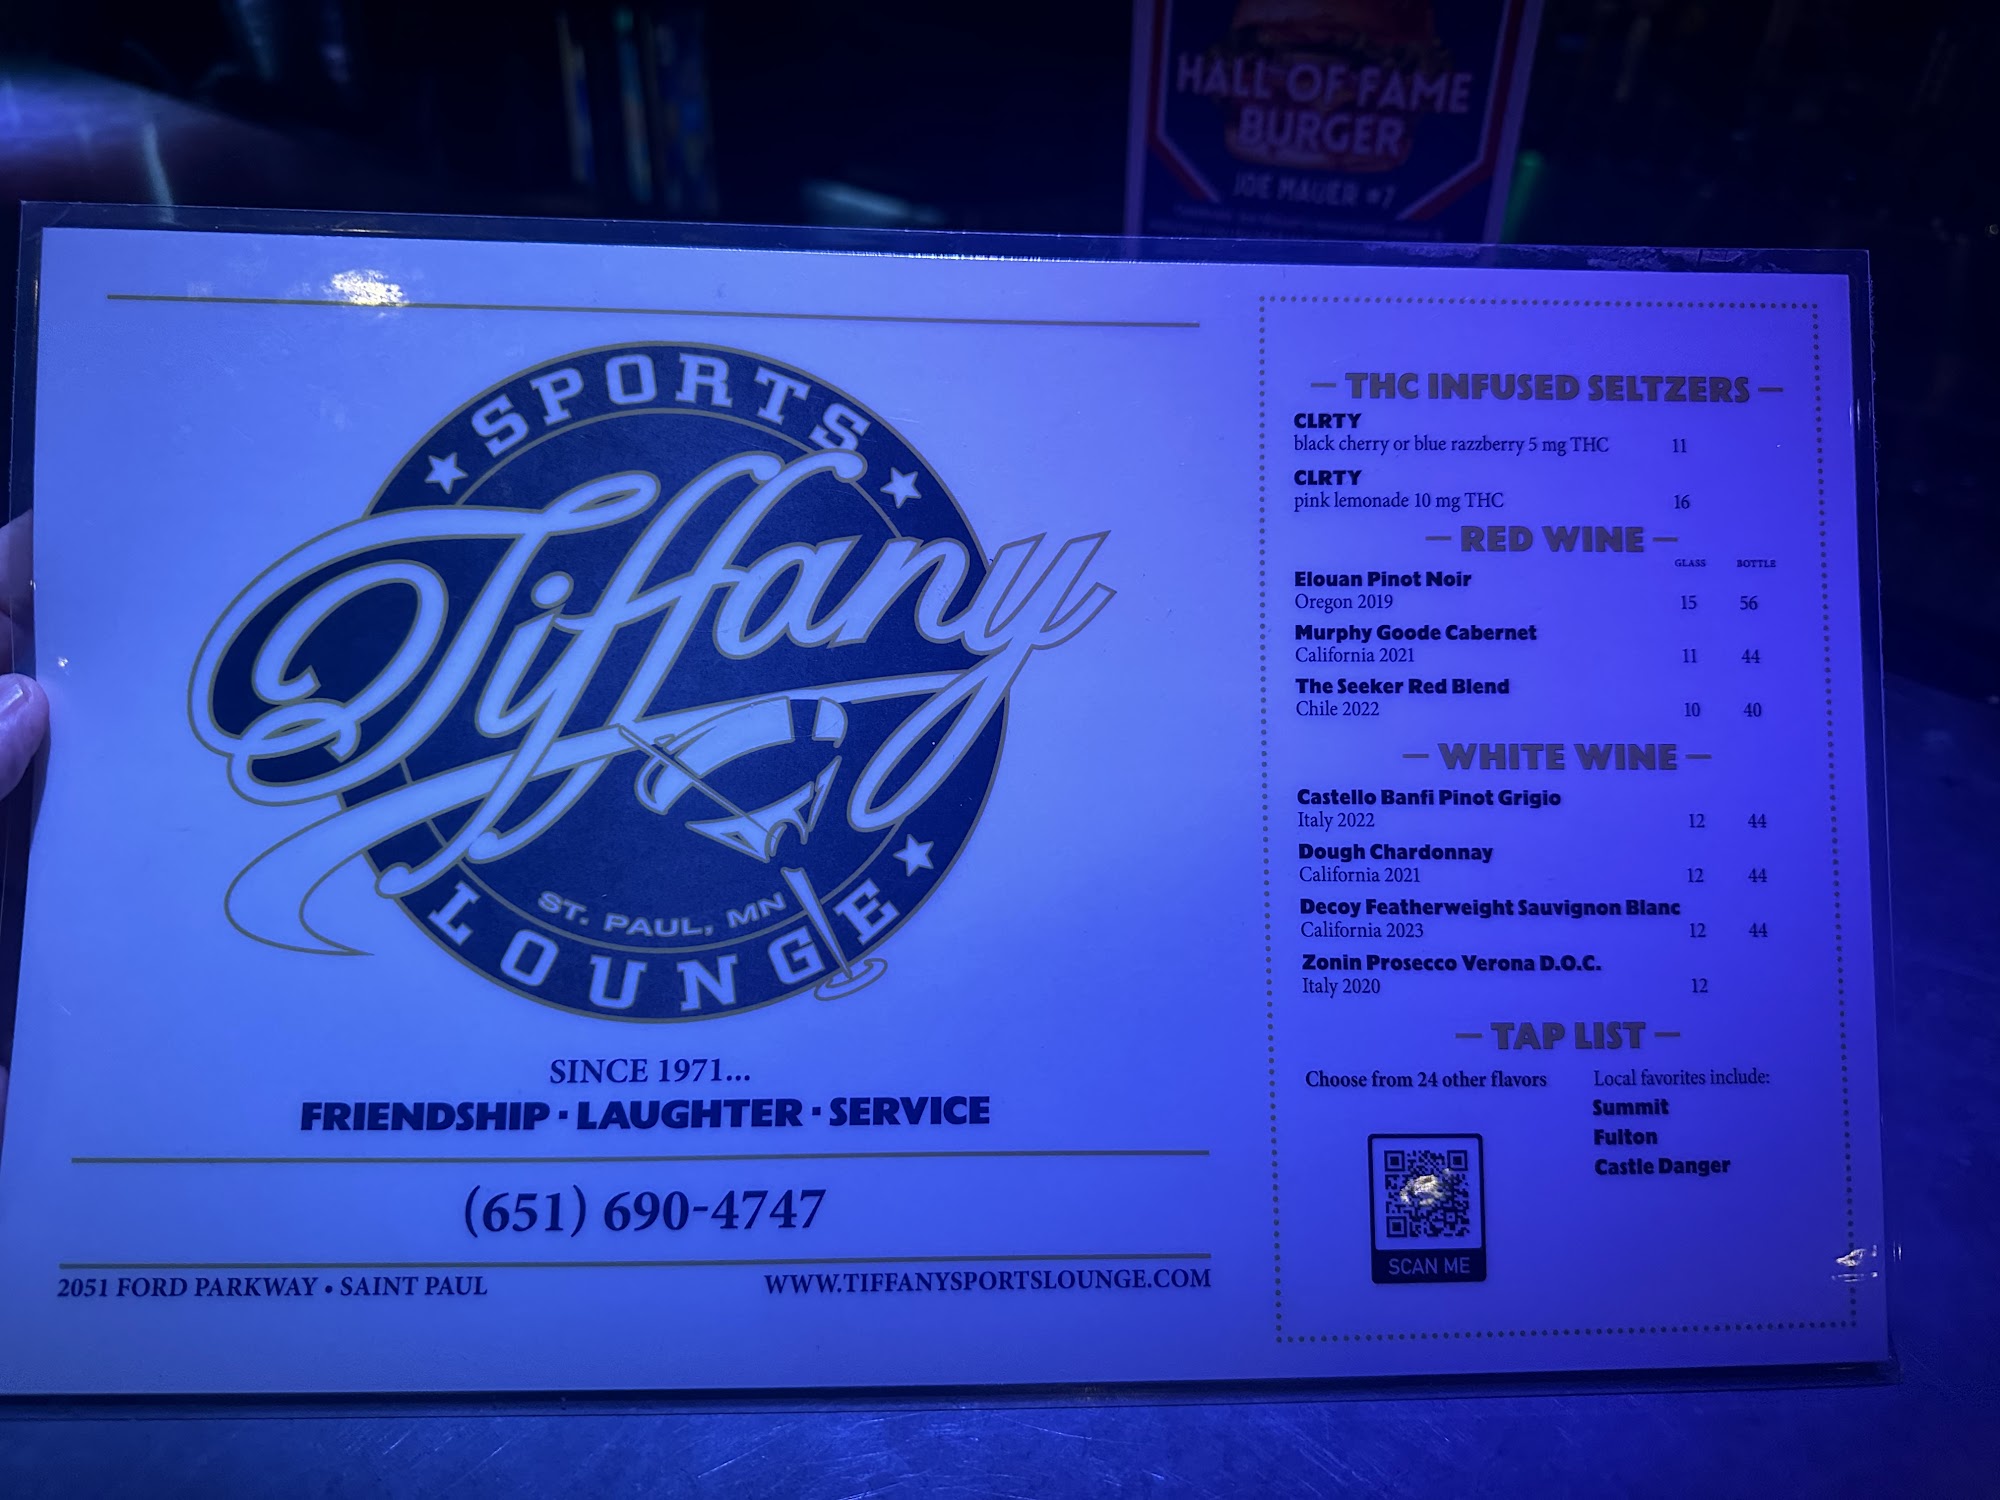 HALL OF FAME
BURGER
JOE MAUER #7
SPORTS
Tiffany
ST. PAUL, MN
LOUNGE
SINCE 1971...
FRIENDSHIP · LAUGHTER · SERVICE
(651) 690-4747
2051 FORD PARKWAY • SAINT PAUL
WWW.TIFFANYSPORTSLOUNGE.COM
— THC INFUSED SELTZERS —
CLRTY
black cherry or blue razzberry 5 mg THC 11
CLRTY
pink lemonade 10 mg THC 16
— RED WINE —
GLASS BOTTLE
Elouan Pinot Noir
Oregon 2019 15 56
Murphy Goode Cabernet
California 2021 11 44
The Seeker Red Blend
Chile 2022 10 40
— WHITE WINE —
Castello Banfi Pinot Grigio
Italy 2022 12 44
Dough Chardonnay
California 2021 12 44
Decoy Featherweight Sauvignon Blanc
California 2023 12 44
Zonin Prosecco Verona D.O.C.
Italy 2020 12
— TAP LIST —
Choose from 24 other flavors
SCAN ME
Local favorites include:
Summit
Fulton
Castle Danger